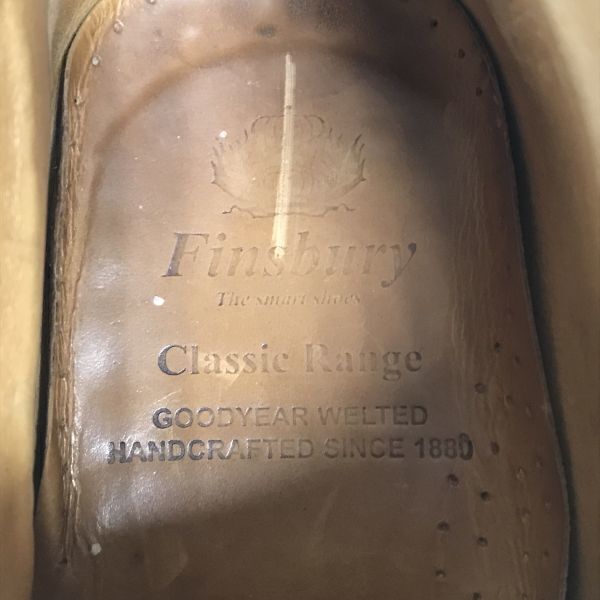 Finsbury
The smart shoes
Classic Range
GOODYEAR WELTED
HANDCRAFTED SINCE 1880